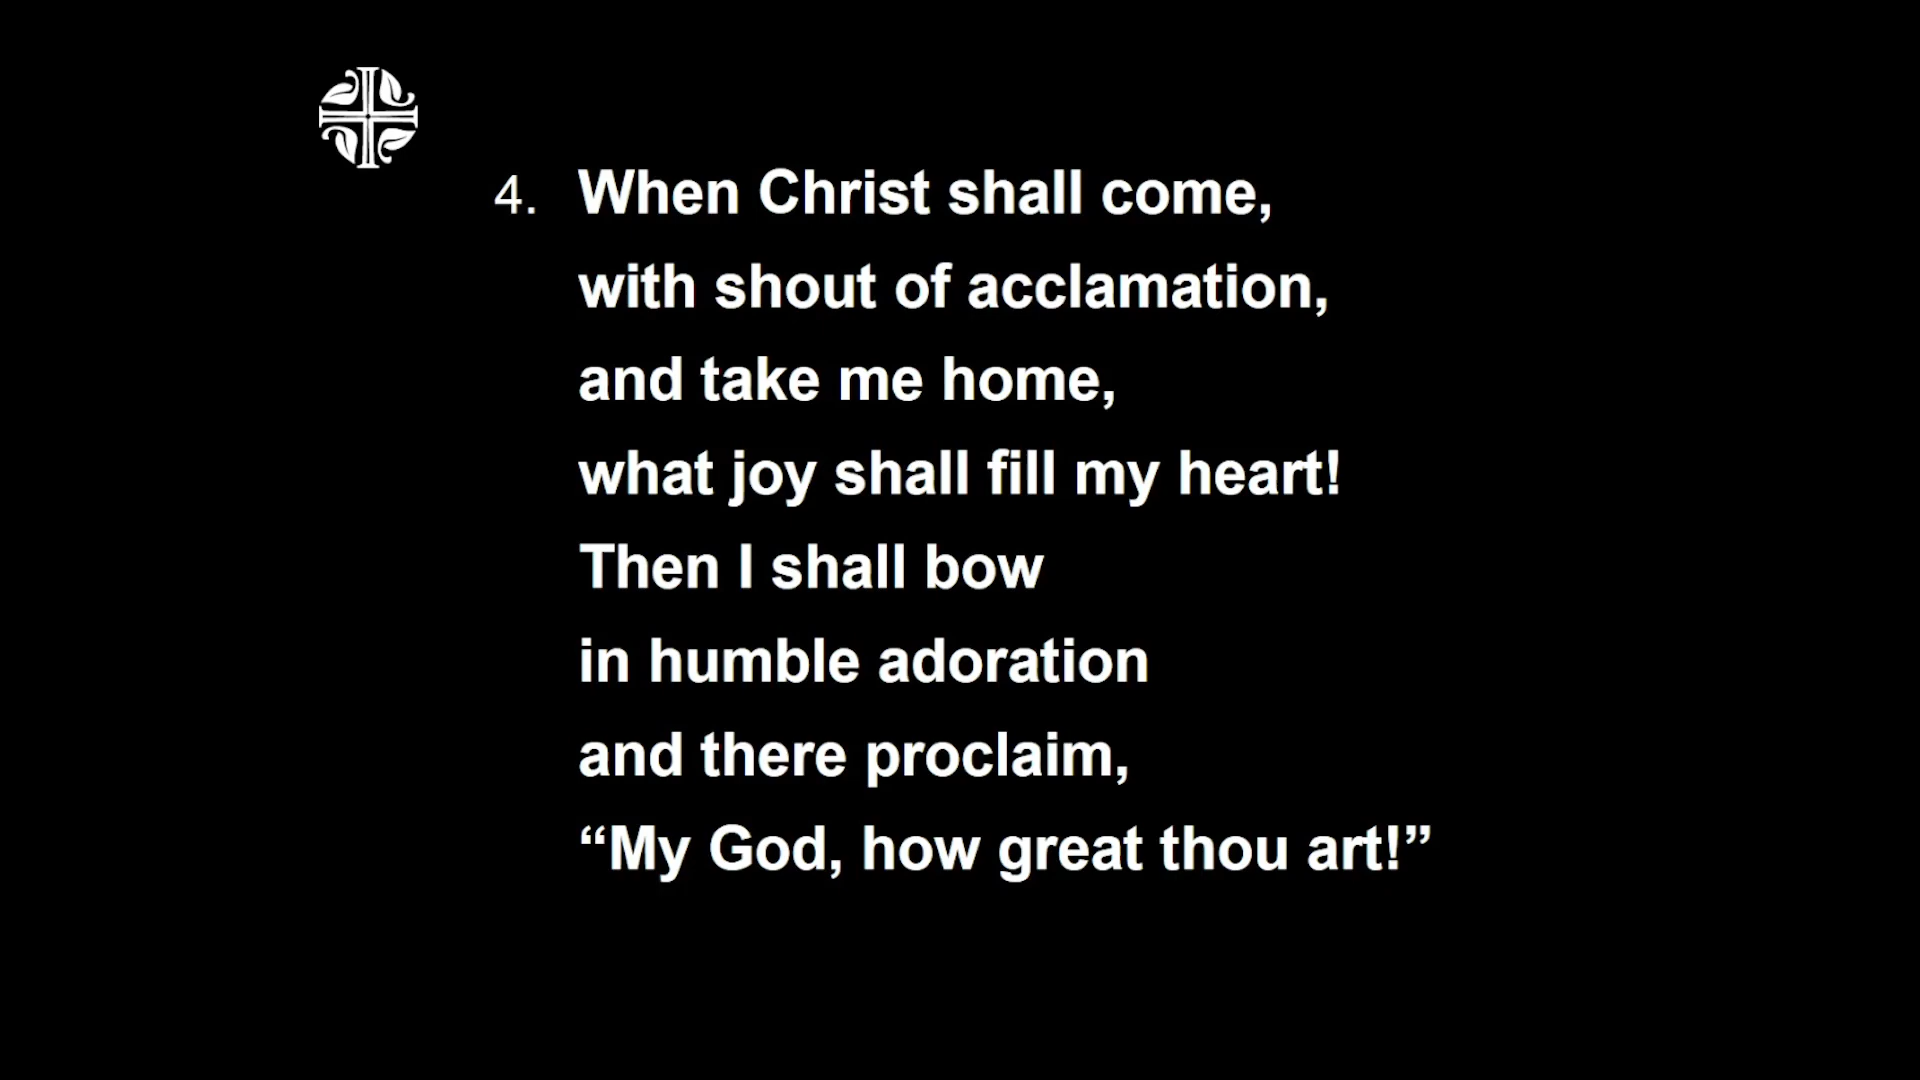 4. When Christ shall come,
with shout of acclamation,
and take me home,
what joy shall fill my heart!
Then I shall bow
in humble adoration
and there proclaim,
“My God, how great thou art!”